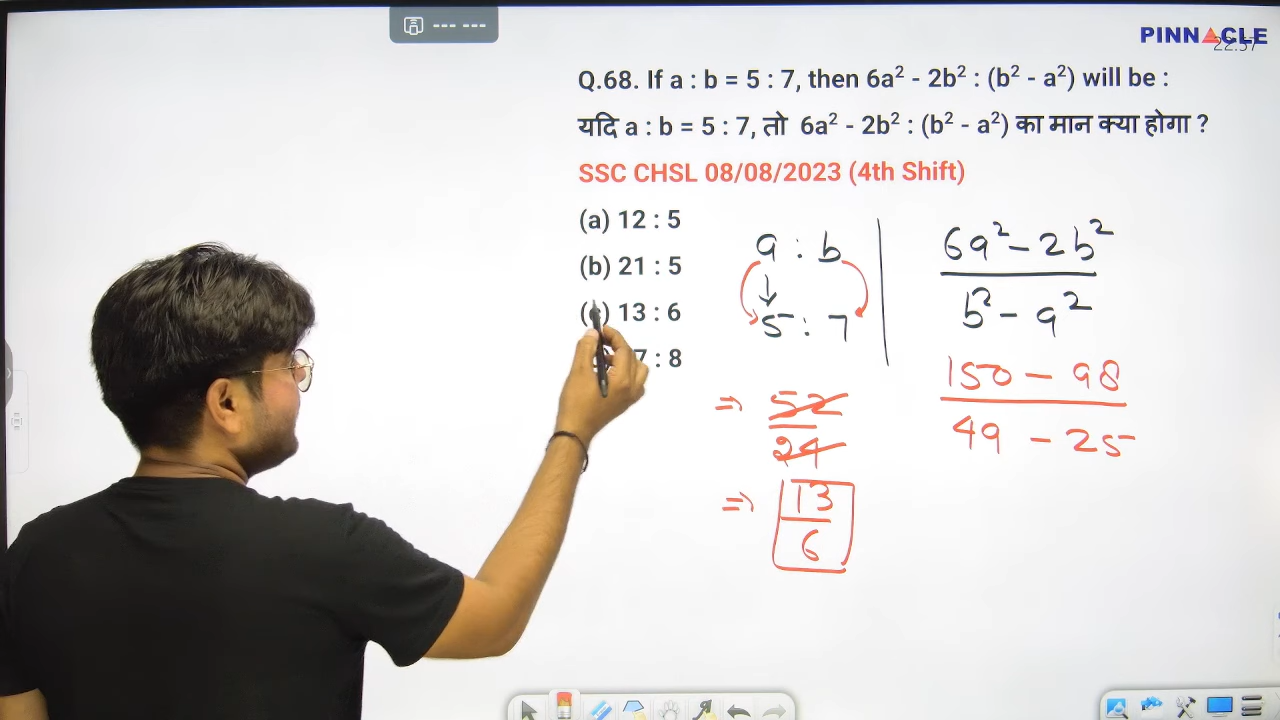 --- ---
PINNACLE
22:37
Q.68. If a : b = 5 : 7, then 6a² - 2b² : (b² - a²) will be :
यदि a : b = 5 : 7, तो 6a² - 2b² : (b² - a²) का मान क्या होगा ?
SSC CHSL 08/08/2023 (4th Shift)
(a) 12 : 5
(b) 21 : 5
(c) 13 : 6
7 : 8
a : b
5 : 7
6a² - 2b²
b² - a²
150 - 98
49 - 25
⇒ 52
24
⇒ 13
6